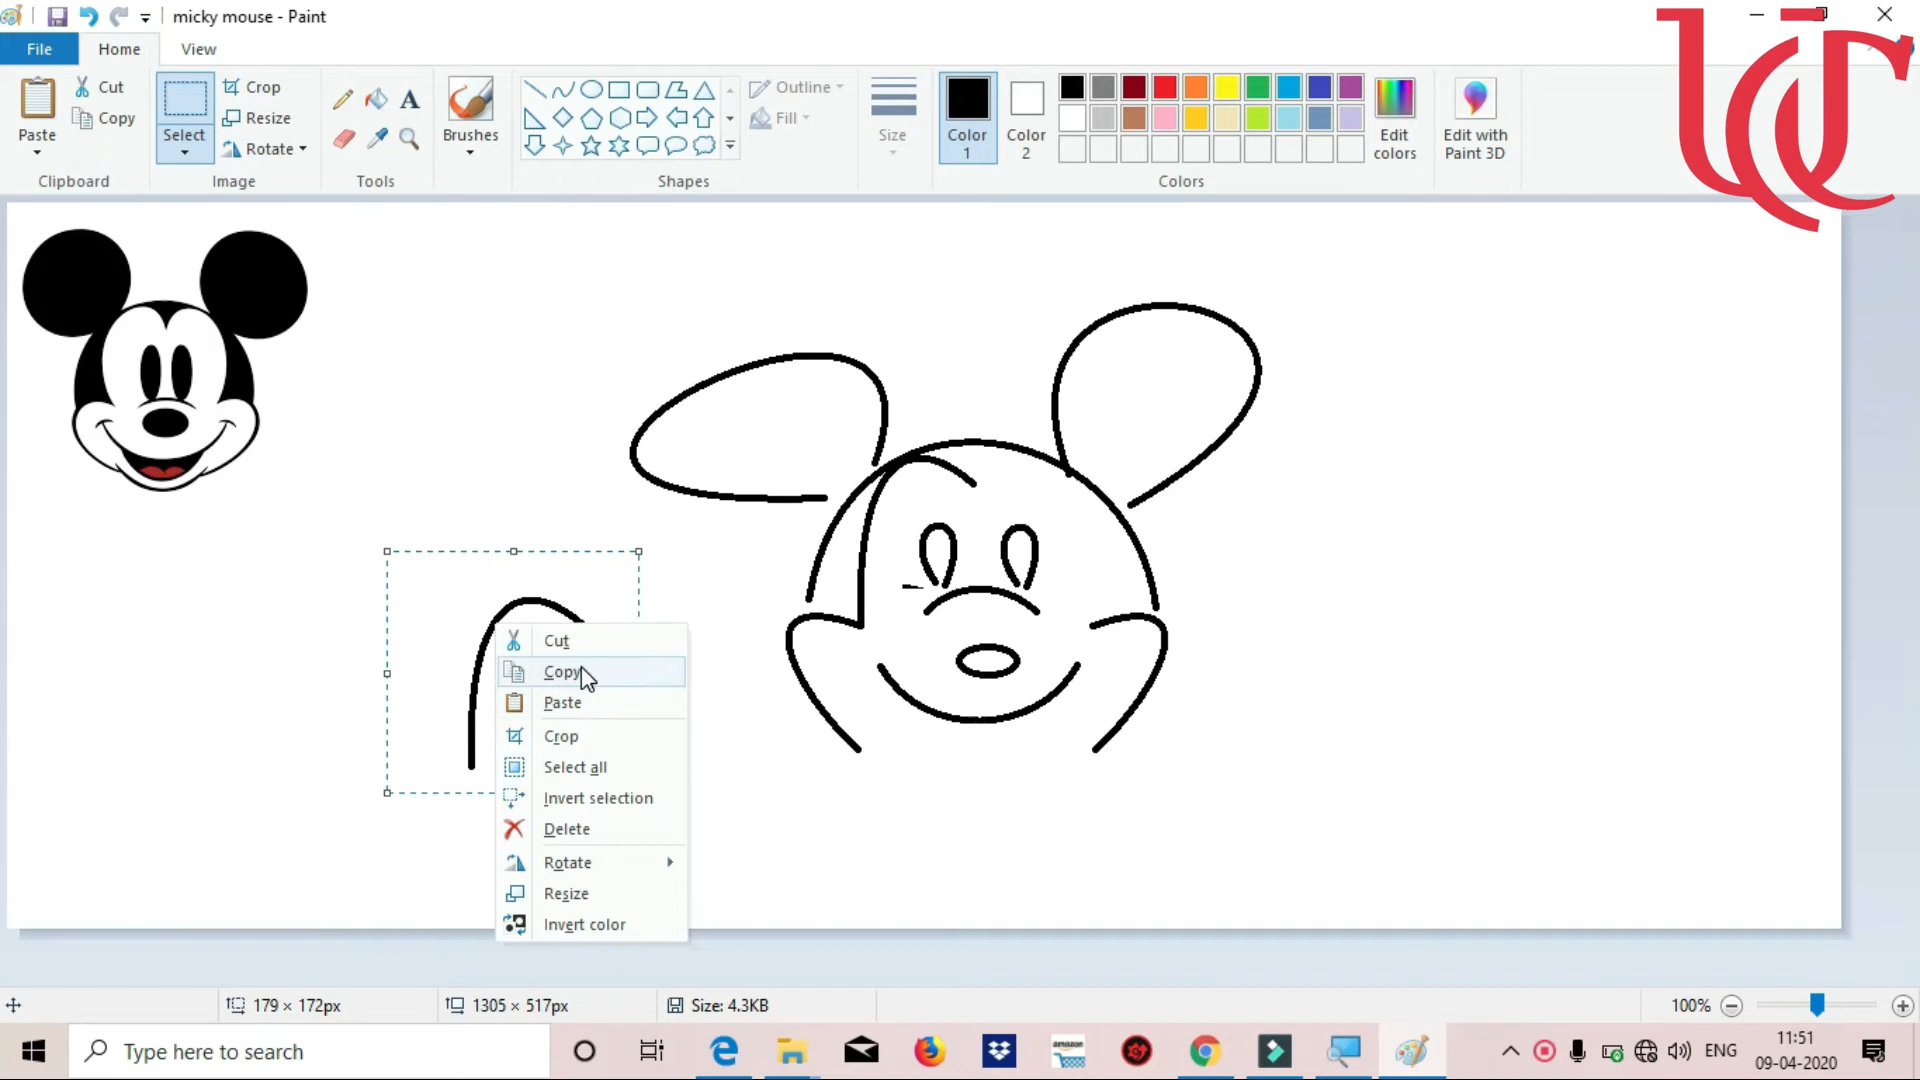 micky mouse - Paint
File Home View
Paste
Cut
Copy
Clipboard
Select
Crop
Resize
Rotate
Image
A
Tools
Brushes
Shapes
Outline
Fill
Size
Color 1
Color 2
Edit colors
Edit with Paint 3D
Colors
UCC
Cut
Copy
Paste
Crop
Select all
Invert selection
Delete
Rotate
Resize
Invert color
179 × 172px
1305 × 517px
Size: 4.3KB
100%
Type here to search
amazon
ENG
11:51
09-04-2020